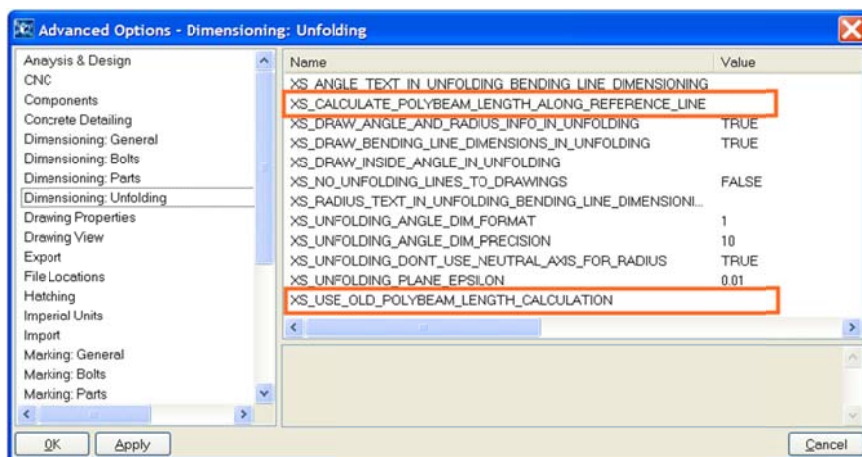 Advanced Options - Dimensioning: Unfolding
Analysis & Design
CNC
Components
Concrete Detailing
Dimensioning: General
Dimensioning: Bolts
Dimensioning: Parts
Dimensioning: Unfolding
Drawing Properties
Drawing View
Export
File Locations
Hatching
Imperial Units
Import
Marking: General
Marking: Bolts
Marking: Parts
Name Value
XS_ANGLE_TEXT_IN_UNFOLDING_BENDING_LINE_DIMENSIONING
XS_CALCULATE_POLYBEAM_LENGTH_ALONG_REFERENCE_LINE
XS_DRAW_ANGLE_AND_RADIUS_INFO_IN_UNFOLDING TRUE
XS_DRAW_BENDING_LINE_DIMENSIONS_IN_UNFOLDING TRUE
XS_DRAW_INSIDE_ANGLE_IN_UNFOLDING
XS_NO_UNFOLDING_LINES_TO_DRAWINGS FALSE
XS_RADIUS_TEXT_IN_UNFOLDING_BENDING_LINE_DIMENSIONI...
XS_UNFOLDING_ANGLE_DIM_FORMAT 1
XS_UNFOLDING_ANGLE_DIM_PRECISION 10
XS_UNFOLDING_DONT_USE_NEUTRAL_AXIS_FOR_RADIUS TRUE
XS_UNFOLDING_PLANE_EPSILON 0.01
XS_USE_OLD_POLYBEAM_LENGTH_CALCULATION
OK Apply Cancel